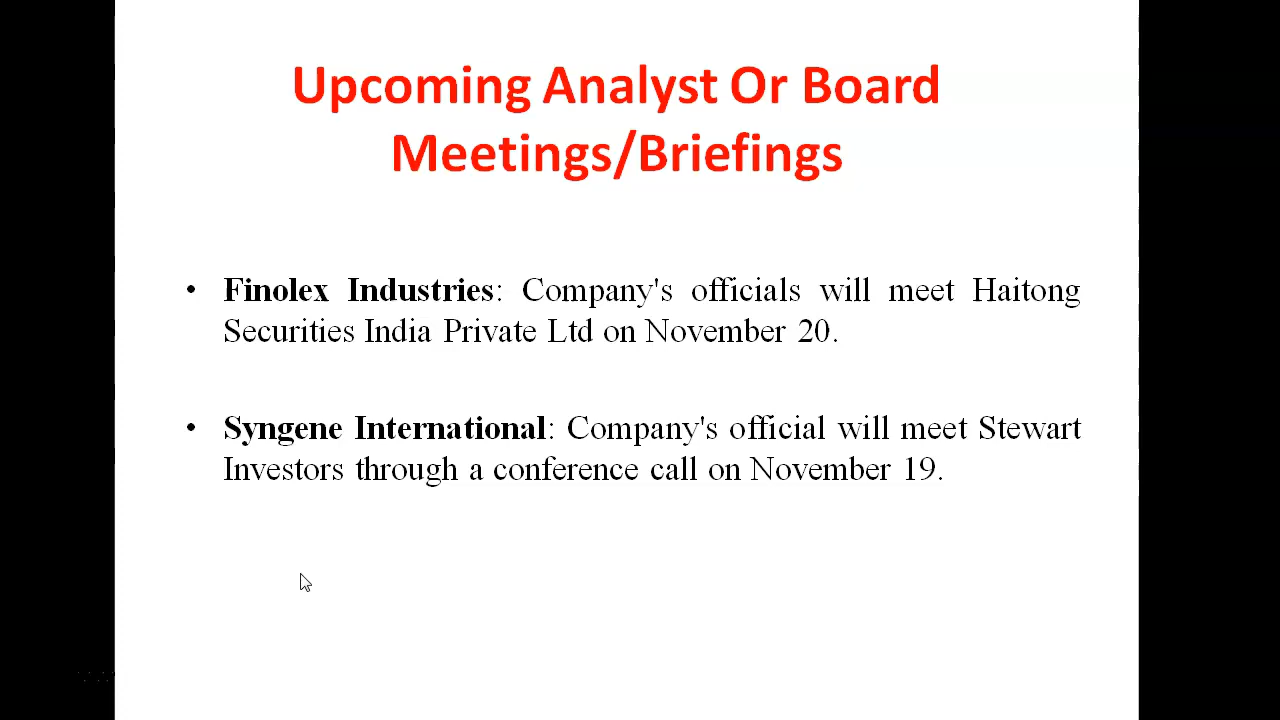 Upcoming Analyst Or Board
Meetings/Briefings
• Finolex Industries: Company's officials will meet Haitong
Securities India Private Ltd on November 20.
• Syngene International: Company's official will meet Stewart
Investors through a conference call on November 19.